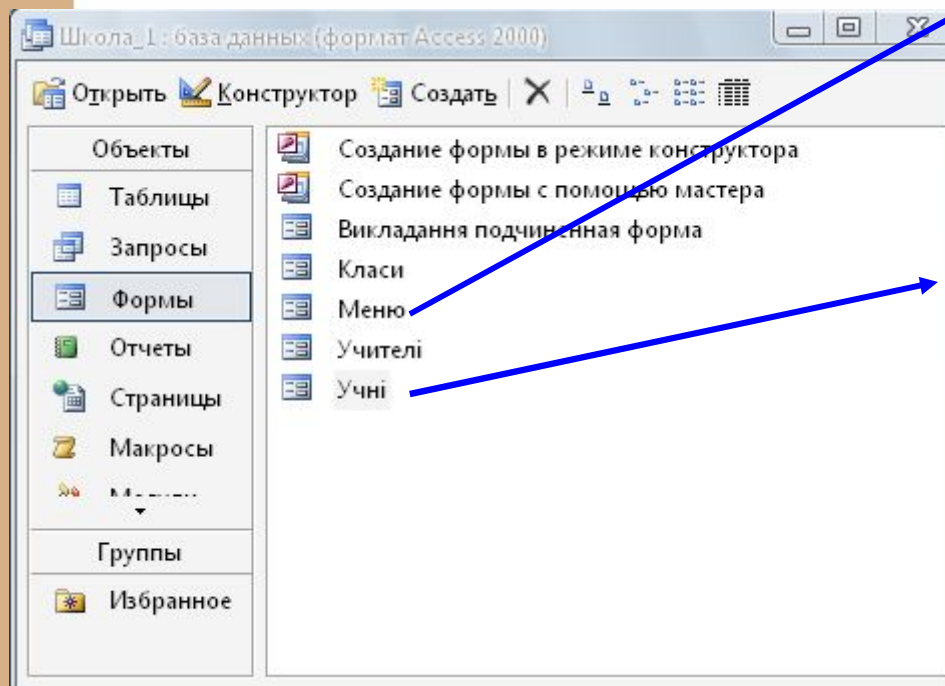 Школа_1 : база данных (формат Access 2000)
Открыть Конструктор Создать
Объекты
Таблицы
Запросы
Формы
Отчеты
Страницы
Макросы
Группы
Избранное
Создание формы в режиме конструктора
Создание формы с помощью мастера
Викладання подчиненная форма
Класи
Меню
Учителі
Учні